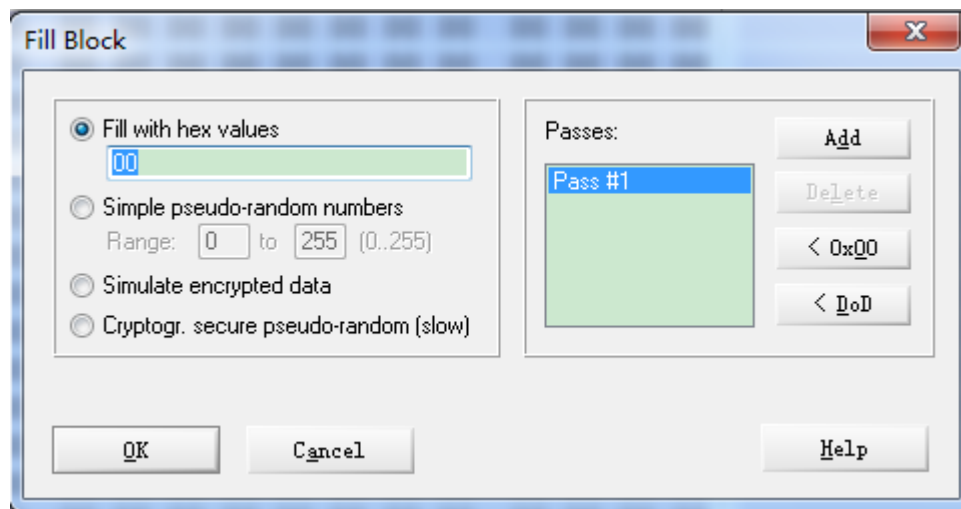 Fill Block
Fill with hex values
00
Simple pseudo-random numbers
Range: 0 to 255 (0..255)
Simulate encrypted data
Cryptogr. secure pseudo-random (slow)
Passes:
Pass #1
Add
Delete
< 0x00
< DoD
OK
Cancel
Help